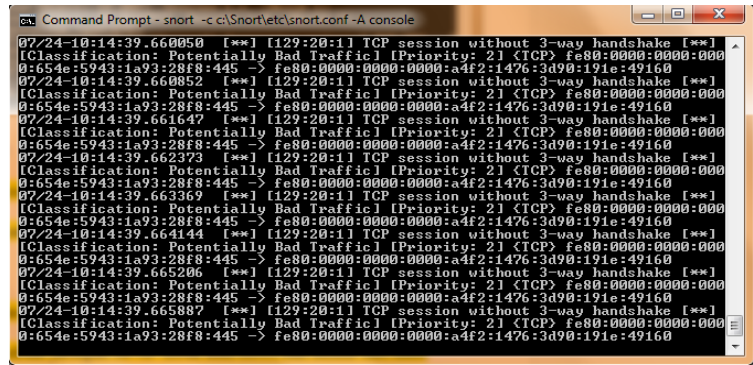 Command Prompt - snort -c c:\Snort\etc\snort.conf -A console
07/24-10:14:39.660050  [**] [129:20:1] TCP session without 3-way handshake [**]
[Classification: Potentially Bad Traffic] [Priority: 2] {TCP} fe80:0000:0000:000
0:654e:5943:1a93:28f8:445 -> fe80:0000:0000:0000:a4f2:1476:3d90:191e:49160
07/24-10:14:39.660852  [**] [129:20:1] TCP session without 3-way handshake [**]
[Classification: Potentially Bad Traffic] [Priority: 2] {TCP} fe80:0000:0000:000
0:654e:5943:1a93:28f8:445 -> fe80:0000:0000:0000:a4f2:1476:3d90:191e:49160
07/24-10:14:39.661647  [**] [129:20:1] TCP session without 3-way handshake [**]
[Classification: Potentially Bad Traffic] [Priority: 2] {TCP} fe80:0000:0000:000
0:654e:5943:1a93:28f8:445 -> fe80:0000:0000:0000:a4f2:1476:3d90:191e:49160
07/24-10:14:39.662373  [**] [129:20:1] TCP session without 3-way handshake [**]
[Classification: Potentially Bad Traffic] [Priority: 2] {TCP} fe80:0000:0000:000
0:654e:5943:1a93:28f8:445 -> fe80:0000:0000:0000:a4f2:1476:3d90:191e:49160
07/24-10:14:39.663369  [**] [129:20:1] TCP session without 3-way handshake [**]
[Classification: Potentially Bad Traffic] [Priority: 2] {TCP} fe80:0000:0000:000
0:654e:5943:1a93:28f8:445 -> fe80:0000:0000:0000:a4f2:1476:3d90:191e:49160
07/24-10:14:39.664144  [**] [129:20:1] TCP session without 3-way handshake [**]
[Classification: Potentially Bad Traffic] [Priority: 2] {TCP} fe80:0000:0000:000
0:654e:5943:1a93:28f8:445 -> fe80:0000:0000:0000:a4f2:1476:3d90:191e:49160
07/24-10:14:39.665206  [**] [129:20:1] TCP session without 3-way handshake [**]
[Classification: Potentially Bad Traffic] [Priority: 2] {TCP} fe80:0000:0000:000
0:654e:5943:1a93:28f8:445 -> fe80:0000:0000:0000:a4f2:1476:3d90:191e:49160
07/24-10:14:39.665887  [**] [129:20:1] TCP session without 3-way handshake [**]
[Classification: Potentially Bad Traffic] [Priority: 2] {TCP} fe80:0000:0000:000
0:654e:5943:1a93:28f8:445 -> fe80:0000:0000:0000:a4f2:1476:3d90:191e:49160